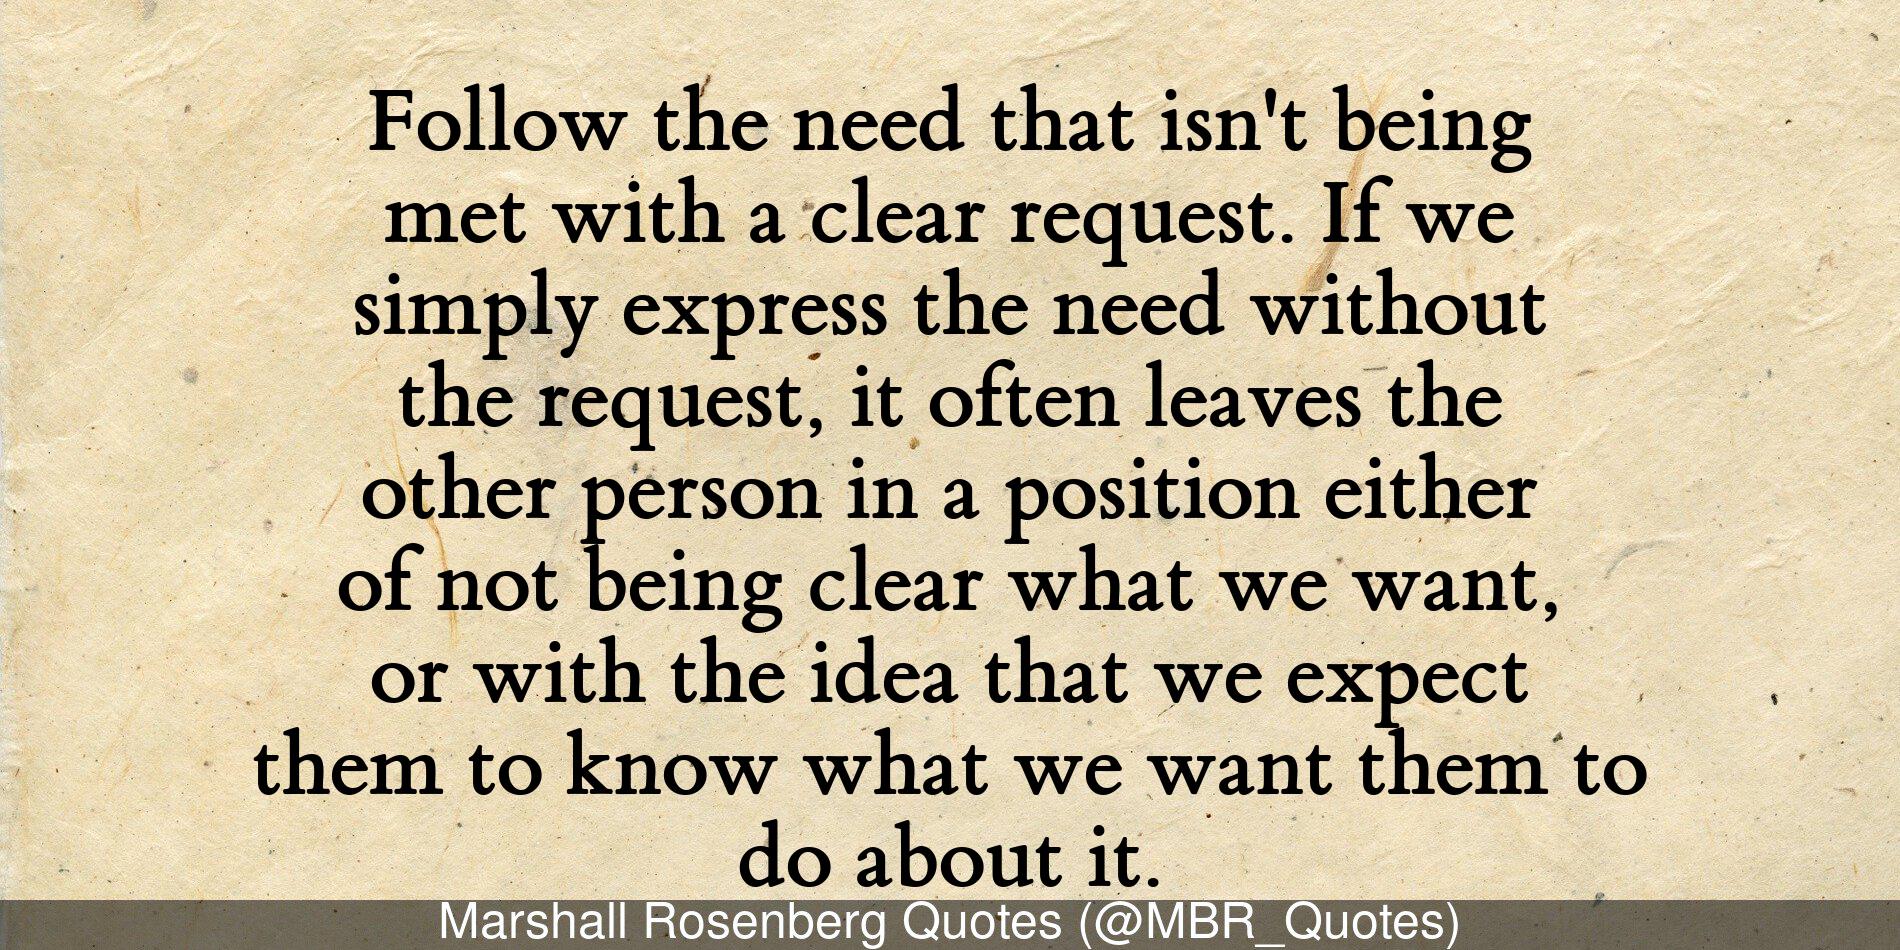 Follow the need that isn't being
met with a clear request. If we
simply express the need without
the request, it often leaves the
other person in a position either
of not being clear what we want,
or with the idea that we expect
them to know what we want them to
do about it.
Marshall Rosenberg Quotes (@MBR_Quotes)